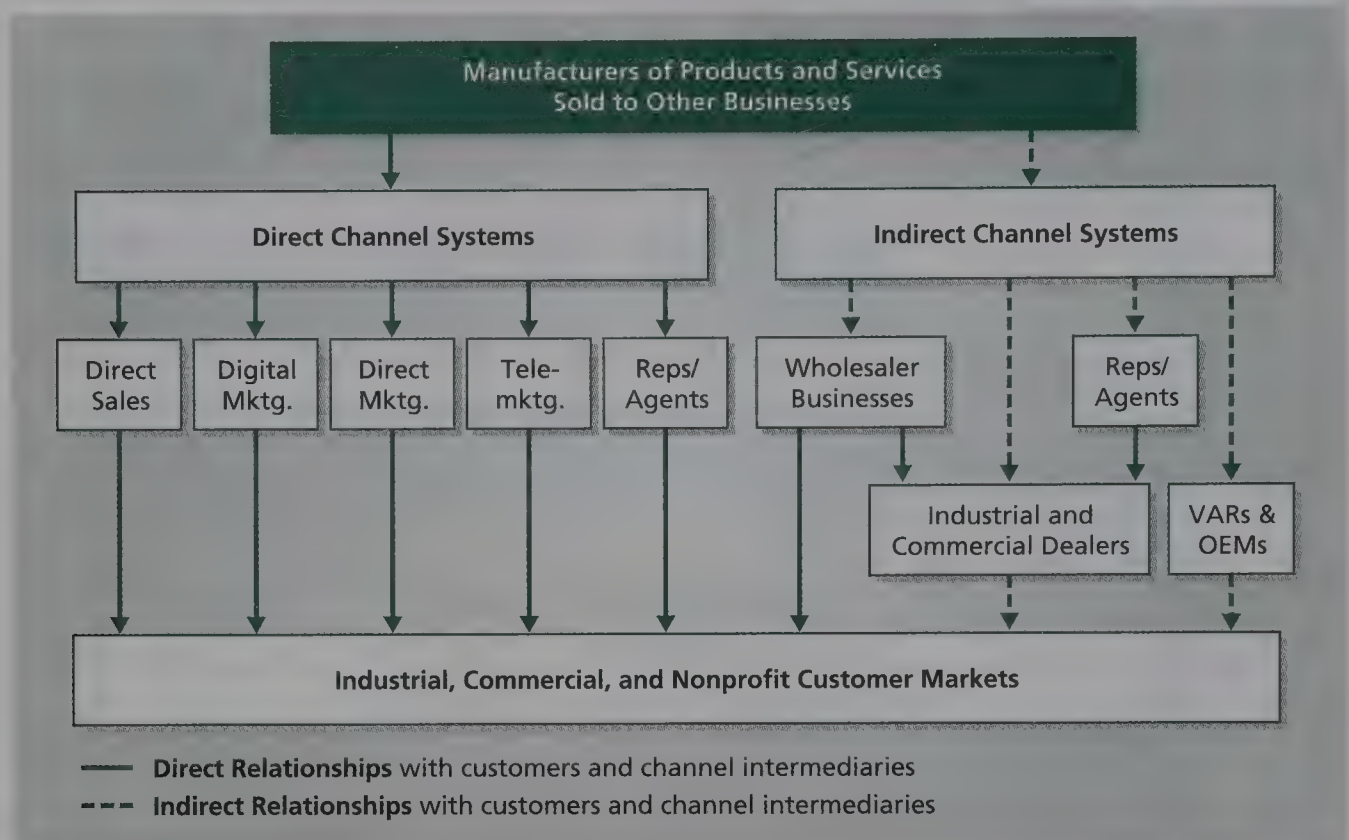 Manufacturers of Products and Services
Sold to Other Businesses
Direct Channel Systems
Indirect Channel Systems
Direct
Sales
Digital
Mktg.
Direct
Mktg.
Tele-
mktg.
Reps/
Agents
Wholesaler
Businesses
Reps/
Agents
Industrial and
Commercial Dealers
VARs &
OEMs
Industrial, Commercial, and Nonprofit Customer Markets
Direct Relationships with customers and channel intermediaries
Indirect Relationships with customers and channel intermediaries